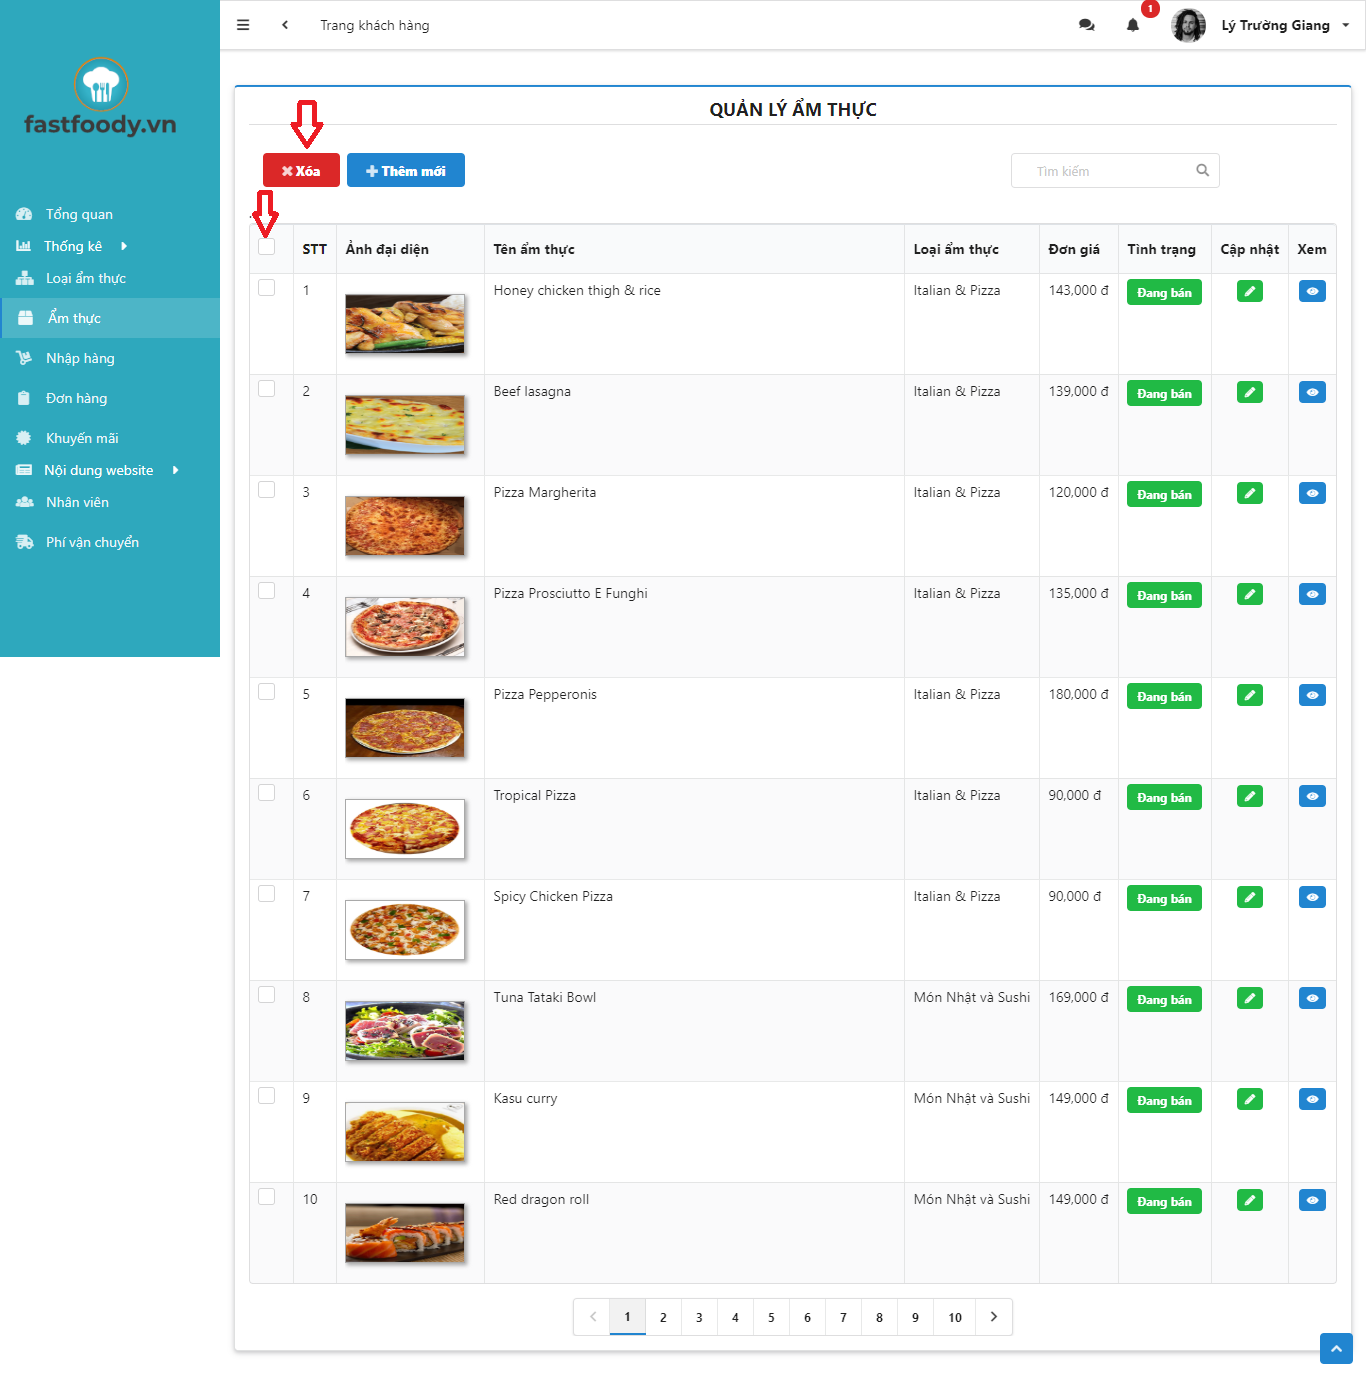 Trang khách hàng
1
Lý Trường Giang
fastfoody.vn
Tổng quan
Thống kê
Loại ẩm thực
Ẩm thực
Nhập hàng
Đơn hàng
Khuyến mãi
Nội dung website
Nhân viên
Phí vận chuyển
QUẢN LÝ ẨM THỰC
Xóa Thêm mới Tìm kiếm
STT Ảnh đại diện Tên ẩm thực Loại ẩm thực Đơn giá Tình trạng Cập nhật Xem
1 Honey chicken thigh & rice Italian & Pizza 143,000 đ Đang bán
2 Beef lasagna Italian & Pizza 139,000 đ Đang bán
3 Pizza Margherita Italian & Pizza 120,000 đ Đang bán
4 Pizza Prosciutto E Funghi Italian & Pizza 135,000 đ Đang bán
5 Pizza Pepperonis Italian & Pizza 180,000 đ Đang bán
6 Tropical Pizza Italian & Pizza 90,000 đ Đang bán
7 Spicy Chicken Pizza Italian & Pizza 90,000 đ Đang bán
8 Tuna Tataki Bowl Món Nhật và Sushi 169,000 đ Đang bán
9 Kasu curry Món Nhật và Sushi 149,000 đ Đang bán
10 Red dragon roll Món Nhật và Sushi 149,000 đ Đang bán
1 2 3 4 5 6 7 8 9 10